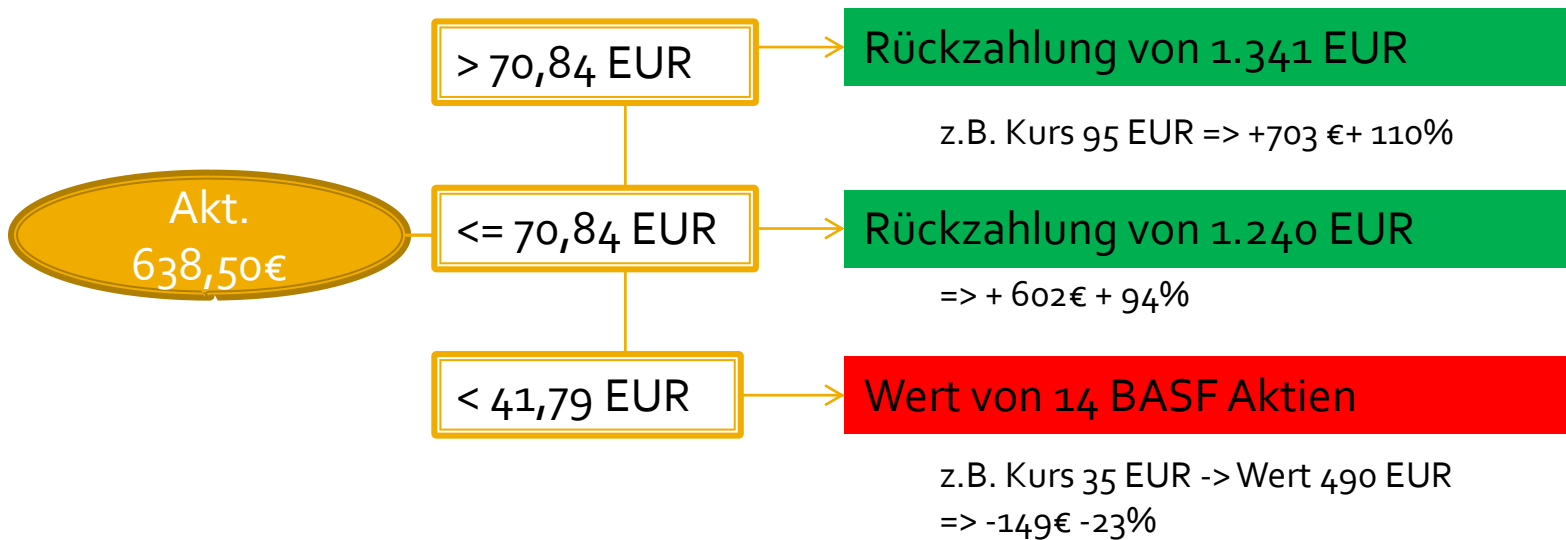 > 70,84 EUR
Rückzahlung von 1.341 EUR
z.B. Kurs 95 EUR => +703 €+ 110%
Akt.
638,50€
<= 70,84 EUR
Rückzahlung von 1.240 EUR
=> + 602€ + 94%
< 41,79 EUR
Wert von 14 BASF Aktien
z.B. Kurs 35 EUR -> Wert 490 EUR
=> -149€ -23%